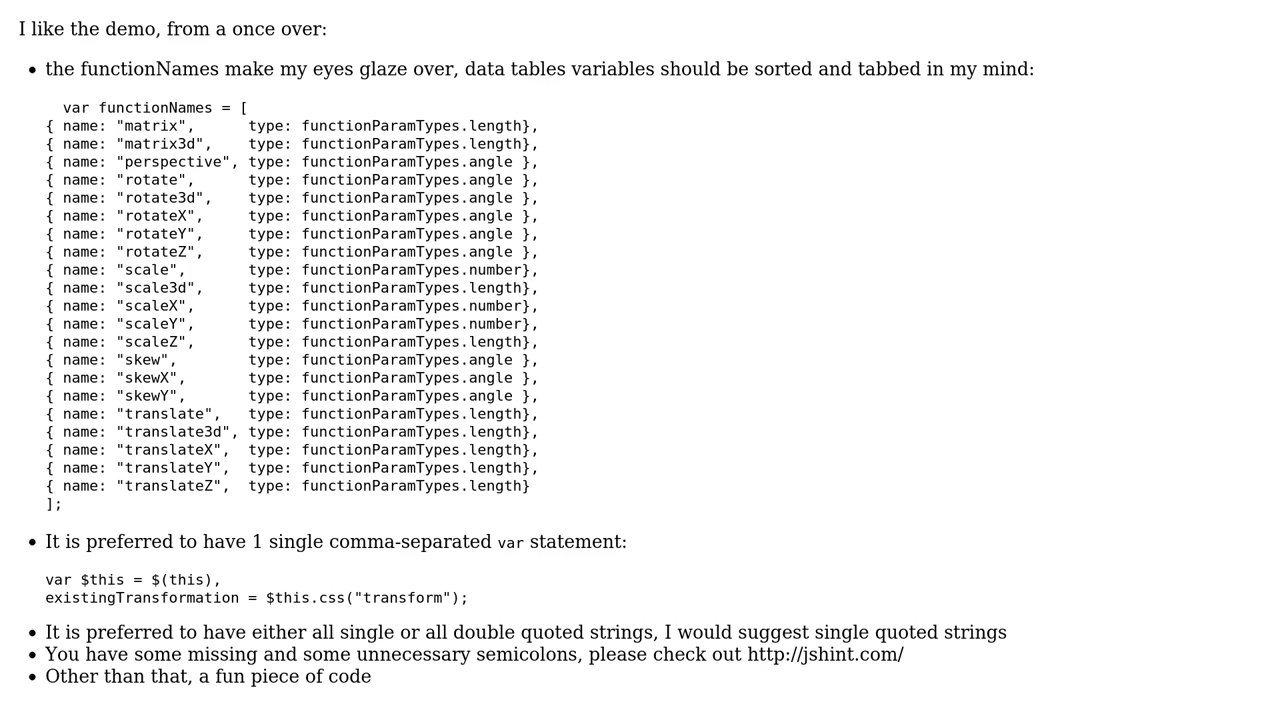 I like the demo, from a once over:
• the functionNames make my eyes glaze over, data tables variables should be sorted and tabbed in my mind:
  var functionNames = [
{ name: "matrix",      type: functionParamTypes.length},
{ name: "matrix3d",    type: functionParamTypes.length},
{ name: "perspective", type: functionParamTypes.angle },
{ name: "rotate",      type: functionParamTypes.angle },
{ name: "rotate3d",    type: functionParamTypes.angle },
{ name: "rotateX",     type: functionParamTypes.angle },
{ name: "rotateY",     type: functionParamTypes.angle },
{ name: "rotateZ",     type: functionParamTypes.angle },
{ name: "scale",       type: functionParamTypes.number},
{ name: "scale3d",     type: functionParamTypes.length},
{ name: "scaleX",      type: functionParamTypes.number},
{ name: "scaleY",      type: functionParamTypes.number},
{ name: "scaleZ",      type: functionParamTypes.length},
{ name: "skew",        type: functionParamTypes.angle },
{ name: "skewX",       type: functionParamTypes.angle },
{ name: "skewY",       type: functionParamTypes.angle },
{ name: "translate",   type: functionParamTypes.length},
{ name: "translate3d", type: functionParamTypes.length},
{ name: "translateX",  type: functionParamTypes.length},
{ name: "translateY",  type: functionParamTypes.length},
{ name: "translateZ",  type: functionParamTypes.length}
];
• It is preferred to have 1 single comma-separated var statement:
var $this = $(this),
existingTransformation = $this.css("transform");
• It is preferred to have either all single or all double quoted strings, I would suggest single quoted strings
• You have some missing and some unnecessary semicolons, please check out http://jshint.com/
• Other than that, a fun piece of code